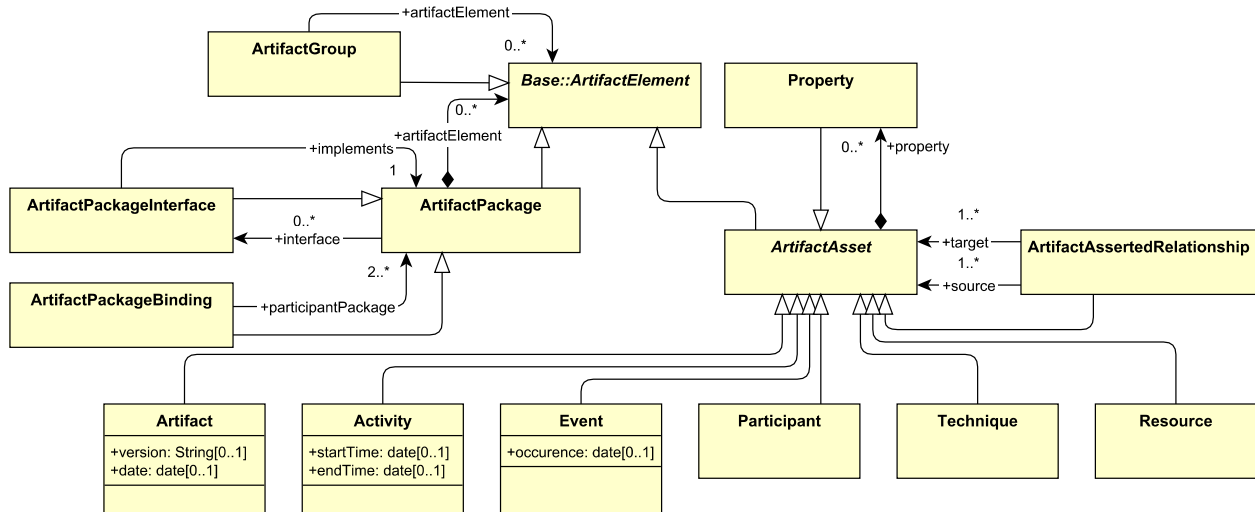 +artifactElement
ArtifactGroup
0..*
Base::ArtifactElement
Property
0..*
+artifactElement
+implements
1
0..*
+property
ArtifactPackageInterface
ArtifactPackage
0..*
+interface
ArtifactAsset
1..*
+target
1..*
+source
ArtifactAssertedRelationship
2..*
ArtifactPackageBinding
+participantPackage
Artifact
+version: String[0..1]
+date: date[0..1]
Activity
+startTime: date[0..1]
+endTime: date[0..1]
Event
+occurence: date[0..1]
Participant
Technique
Resource